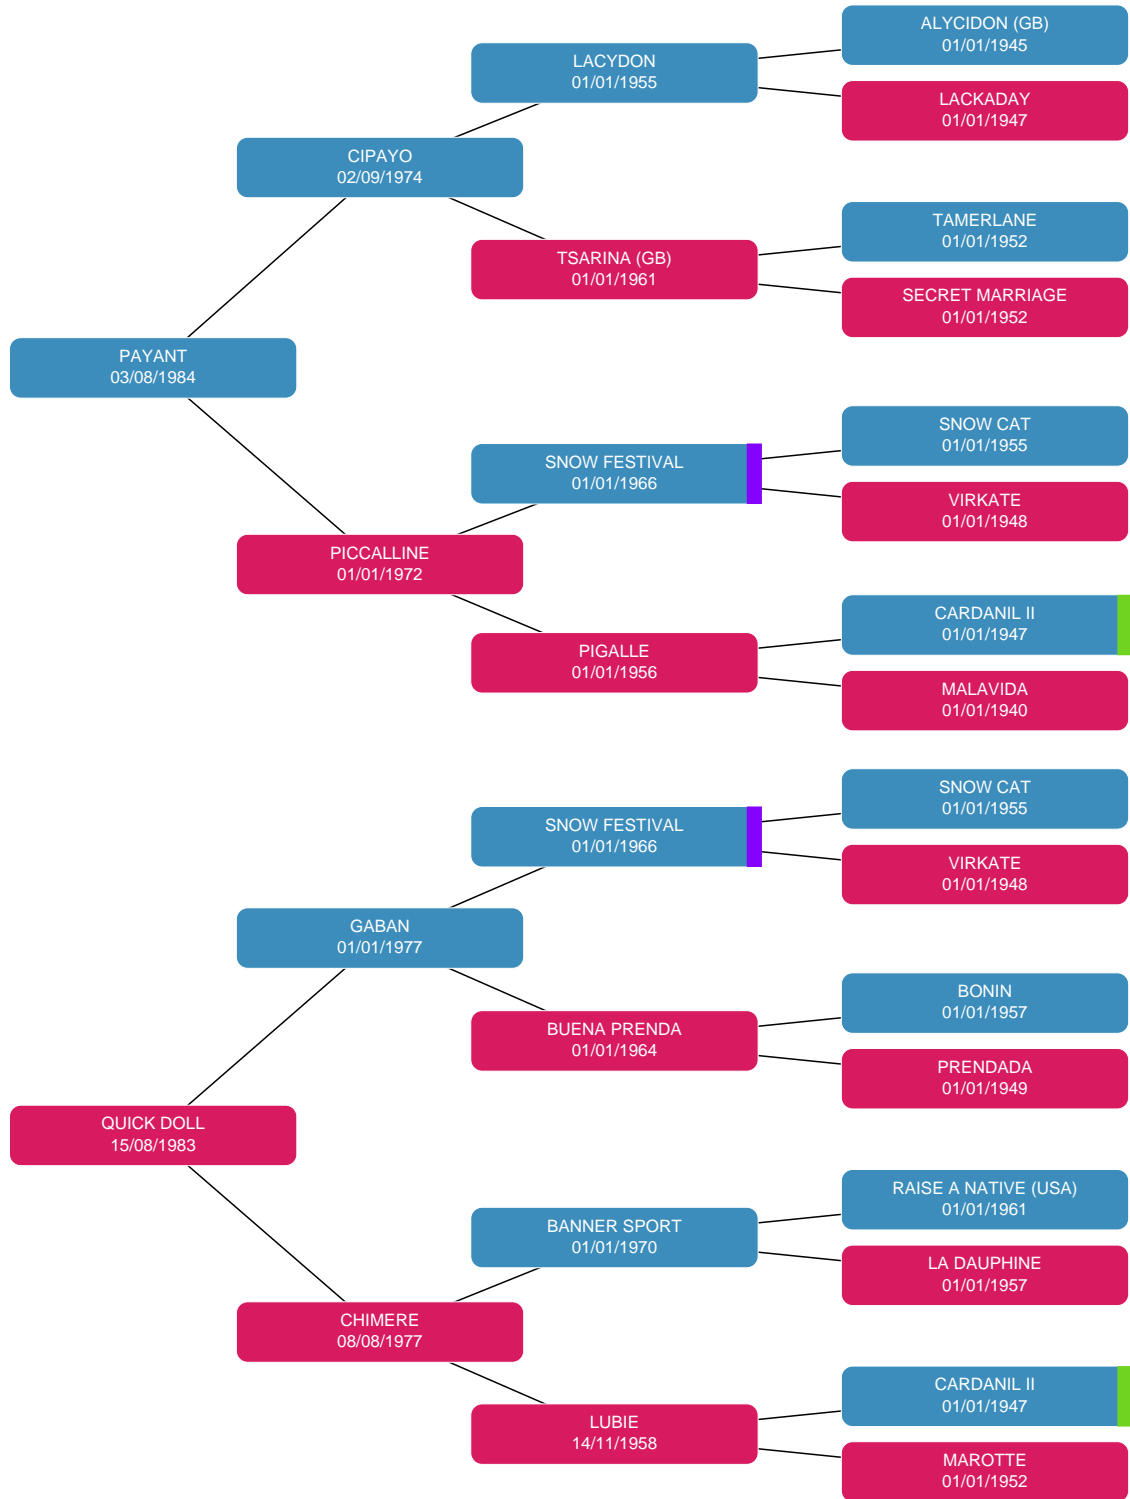 ALYCIDON (GB)
01/01/1945
LACYDON
01/01/1955
LACKADAY
01/01/1947
CIPAYO
02/09/1974
TAMERLANE
01/01/1952
TSARINA (GB)
01/01/1961
SECRET MARRIAGE
01/01/1952
PAYANT
03/08/1984
SNOW CAT
01/01/1955
SNOW FESTIVAL
01/01/1966
VIRKATE
01/01/1948
PICCALLINE
01/01/1972
CARDANIL II
01/01/1947
PIGALLE
01/01/1956
MALAVIDA
01/01/1940
SNOW CAT
01/01/1955
SNOW FESTIVAL
01/01/1966
VIRKATE
01/01/1948
GABAN
01/01/1977
BONIN
01/01/1957
BUENA PRENDA
01/01/1964
PRENDADA
01/01/1949
QUICK DOLL
15/08/1983
RAISE A NATIVE (USA)
01/01/1961
BANNER SPORT
01/01/1970
LA DAUPHINE
01/01/1957
CHIMERE
08/08/1977
CARDANIL II
01/01/1947
LUBIE
14/11/1958
MAROTTE
01/01/1952